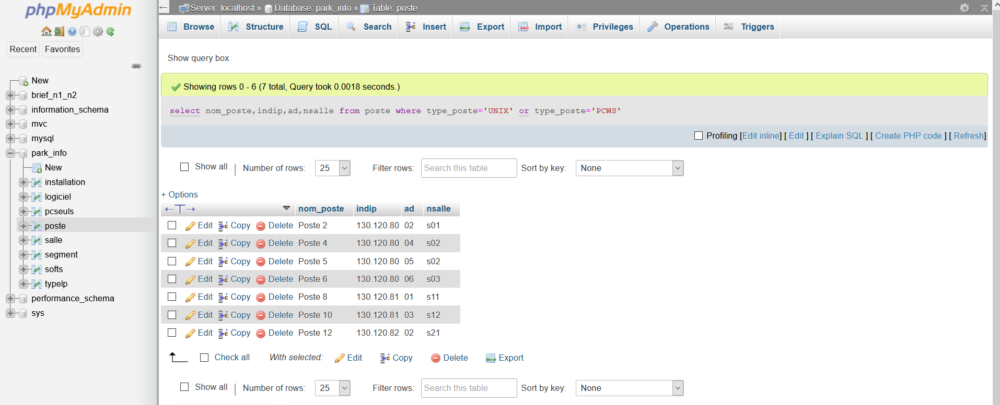 phpMyAdmin
Recent Favorites
New
brief_n1_n2
information_schema
mvc
mysql
park_info
New
installation
logiciel
pcseuls
poste
salle
segment
softs
typelp
performance_schema
sys
Server: localhost » Database: park_info » Table: poste
Browse Structure SQL Search Insert Export Import Privileges Operations Triggers
Show query box
Showing rows 0 - 6 (7 total, Query took 0.0018 seconds.)
select nom_poste,indip,ad,nsalle from poste where type_poste='UNIX' or type_poste='PCWS'
Profiling [Edit inline] [ Edit ] [ Explain SQL ] [ Create PHP code ] [ Refresh]
Show all | Number of rows: 25 Filter rows: Search this table Sort by key: None
+ Options
←T→ nom_poste indip ad nsalle
Edit Copy Delete Poste 2 130.120.80 02 s01
Edit Copy Delete Poste 4 130.120.80 04 s02
Edit Copy Delete Poste 5 130.120.80 05 s02
Edit Copy Delete Poste 6 130.120.80 06 s03
Edit Copy Delete Poste 8 130.120.81 01 s11
Edit Copy Delete Poste 10 130.120.81 03 s12
Edit Copy Delete Poste 12 130.120.82 02 s21
Check all With selected: Edit Copy Delete Export
Show all | Number of rows: 25 Filter rows: Search this table Sort by key: None